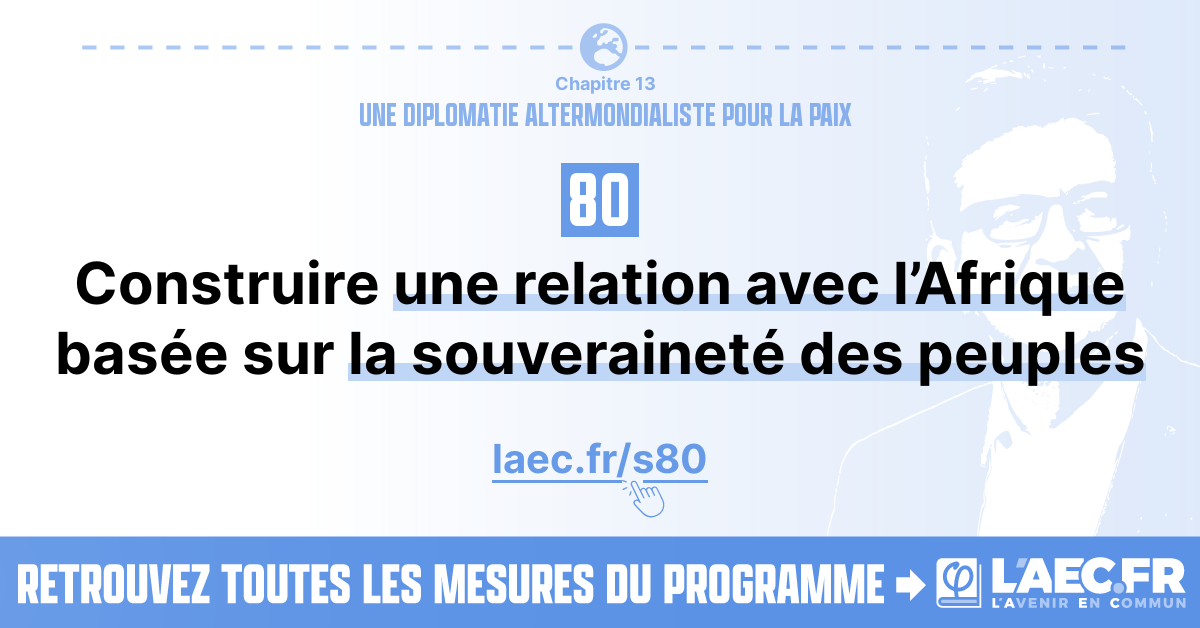 Chapitre 13
UNE DIPLOMATIE ALTERMONDIALISTE POUR LA PAIX
80
Construire une relation avec l’Afrique
basée sur la souveraineté des peuples
laec.fr/s80
RETROUVEZ TOUTES LES MESURES DU PROGRAMME
φ
L'AEC.FR
L'AVENIR EN COMMUN